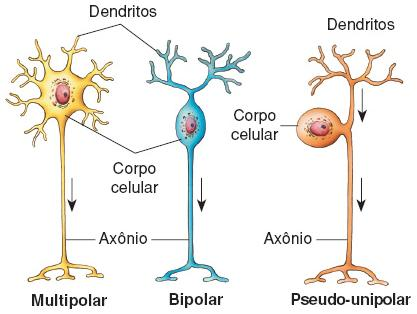 Dendritos
Dendritos
Corpo
celular
Corpo
celular
Axônio
Axônio
Multipolar
Bipolar
Pseudo-unipolar